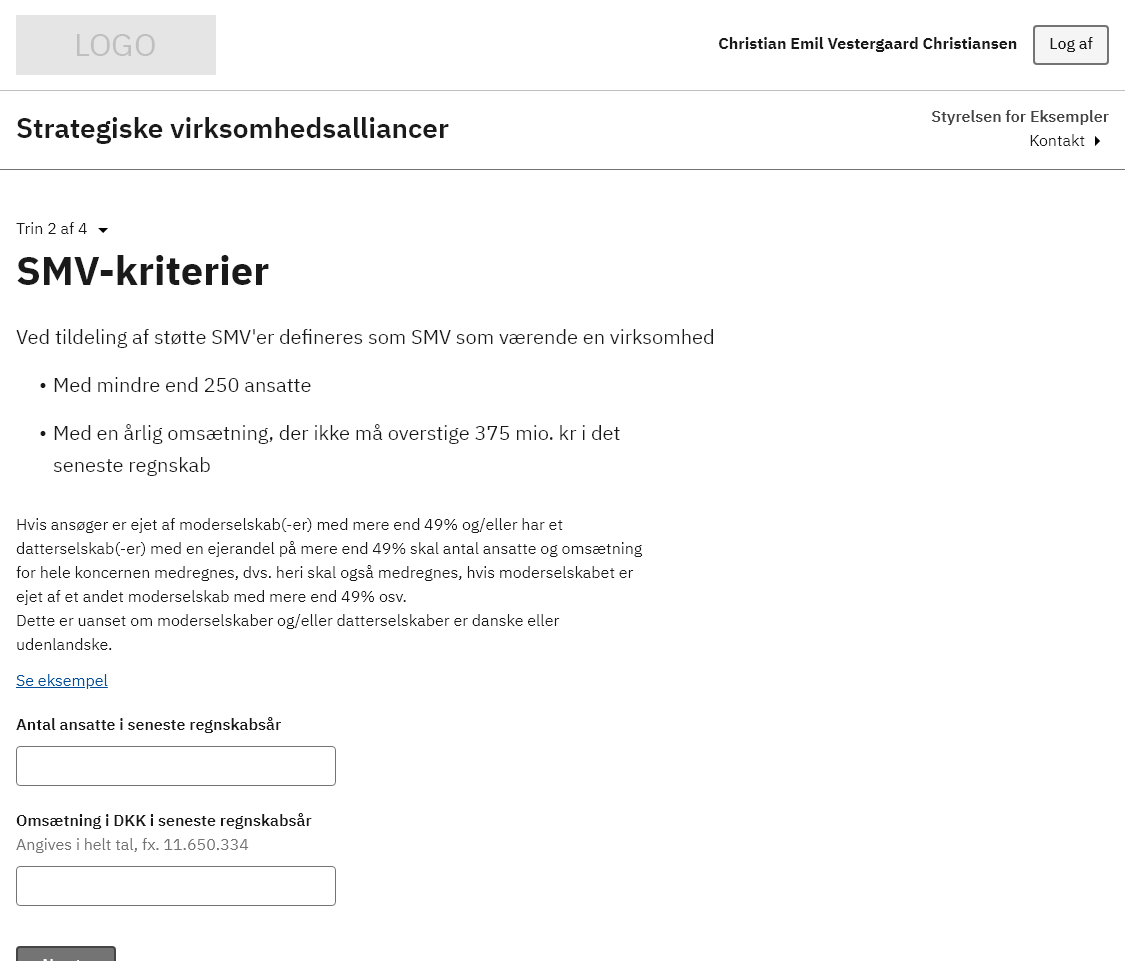 LOGO
Christian Emil Vestergaard Christiansen
Log af
Strategiske virksomhedsalliancer
Styrelsen for Eksempler
Kontakt
Trin 2 af 4
SMV-kriterier
Ved tildeling af støtte SMV'er defineres som SMV som værende en virksomhed
• Med mindre end 250 ansatte
• Med en årlig omsætning, der ikke må overstige 375 mio. kr i det
seneste regnskab
Hvis ansøger er ejet af moderselskab(-er) med mere end 49% og/eller har et
datterselskab(-er) med en ejerandel på mere end 49% skal antal ansatte og omsætning
for hele koncernen medregnes, dvs. heri skal også medregnes, hvis moderselskabet er
ejet af et andet moderselskab med mere end 49% osv.
Dette er uanset om moderselskaber og/eller datterselskaber er danske eller
udenlandske.
Se eksempel
Antal ansatte i seneste regnskabsår
Omsætning i DKK i seneste regnskabsår
Angives i helt tal, fx. 11.650.334